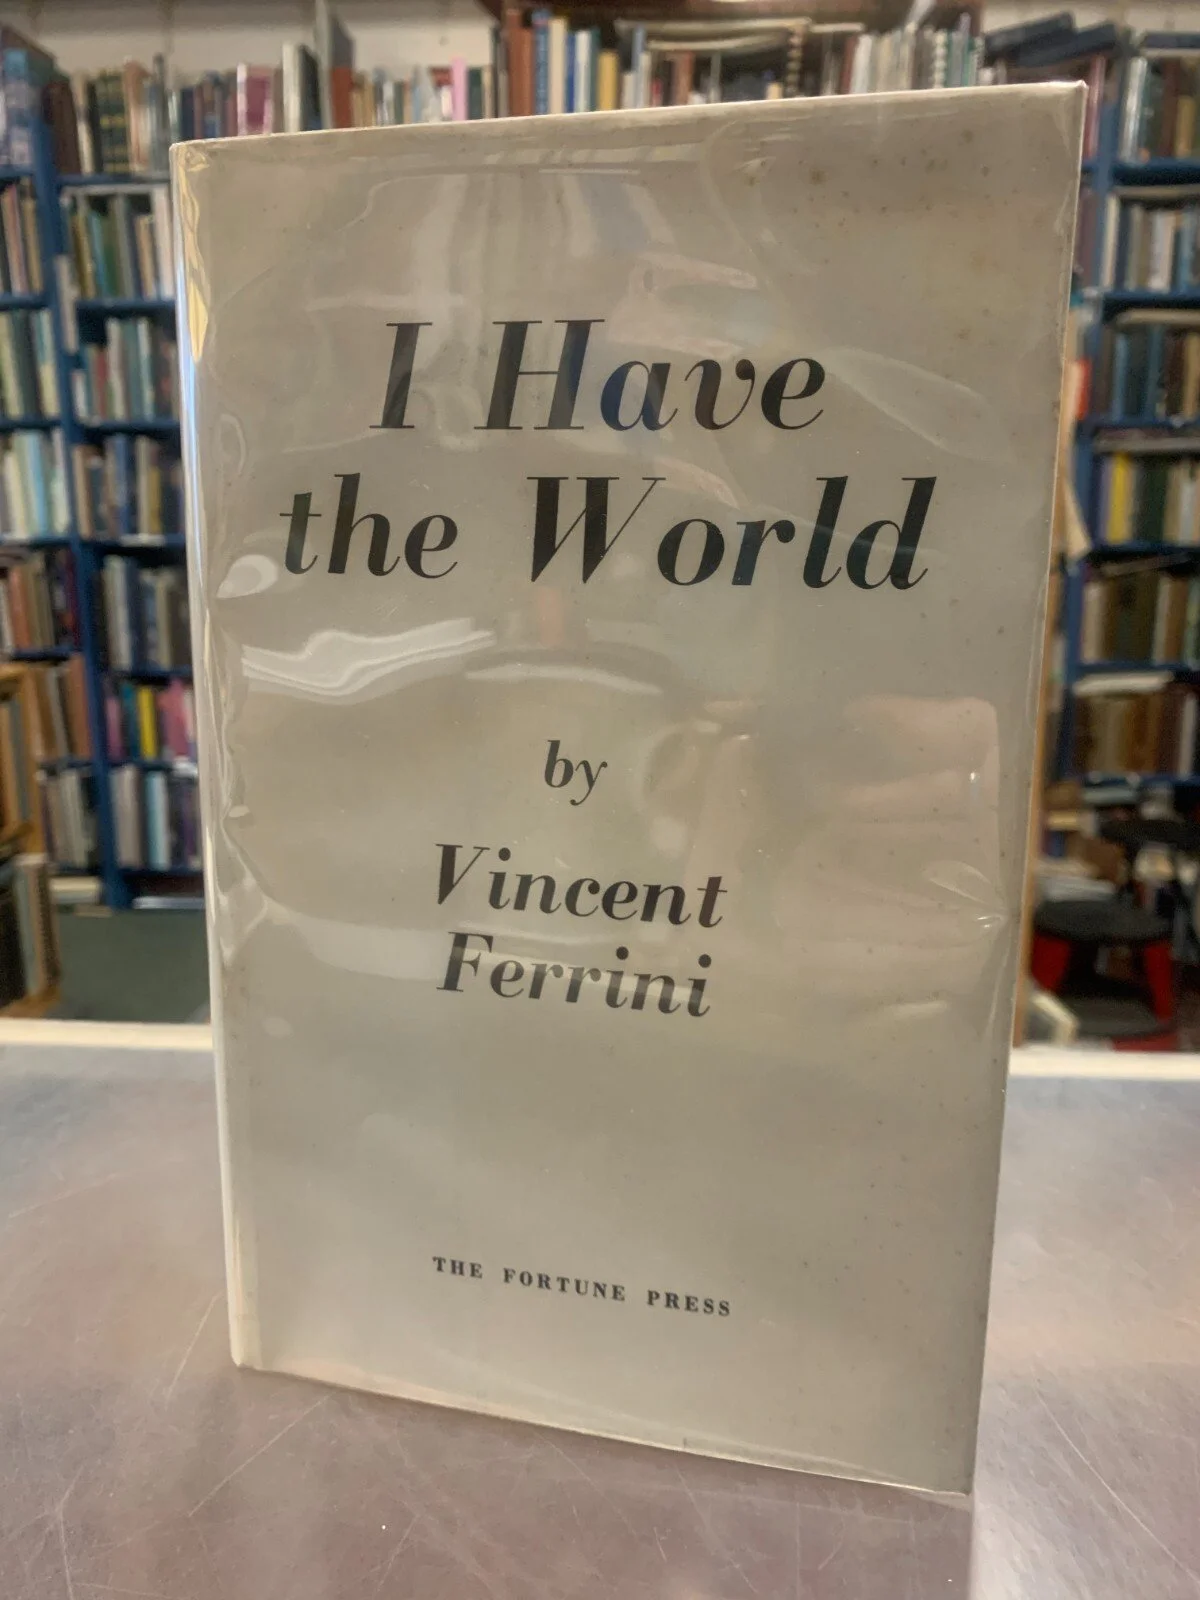 I Have
the World
by
Vincent
Ferrini
THE FORTUNE PRESS